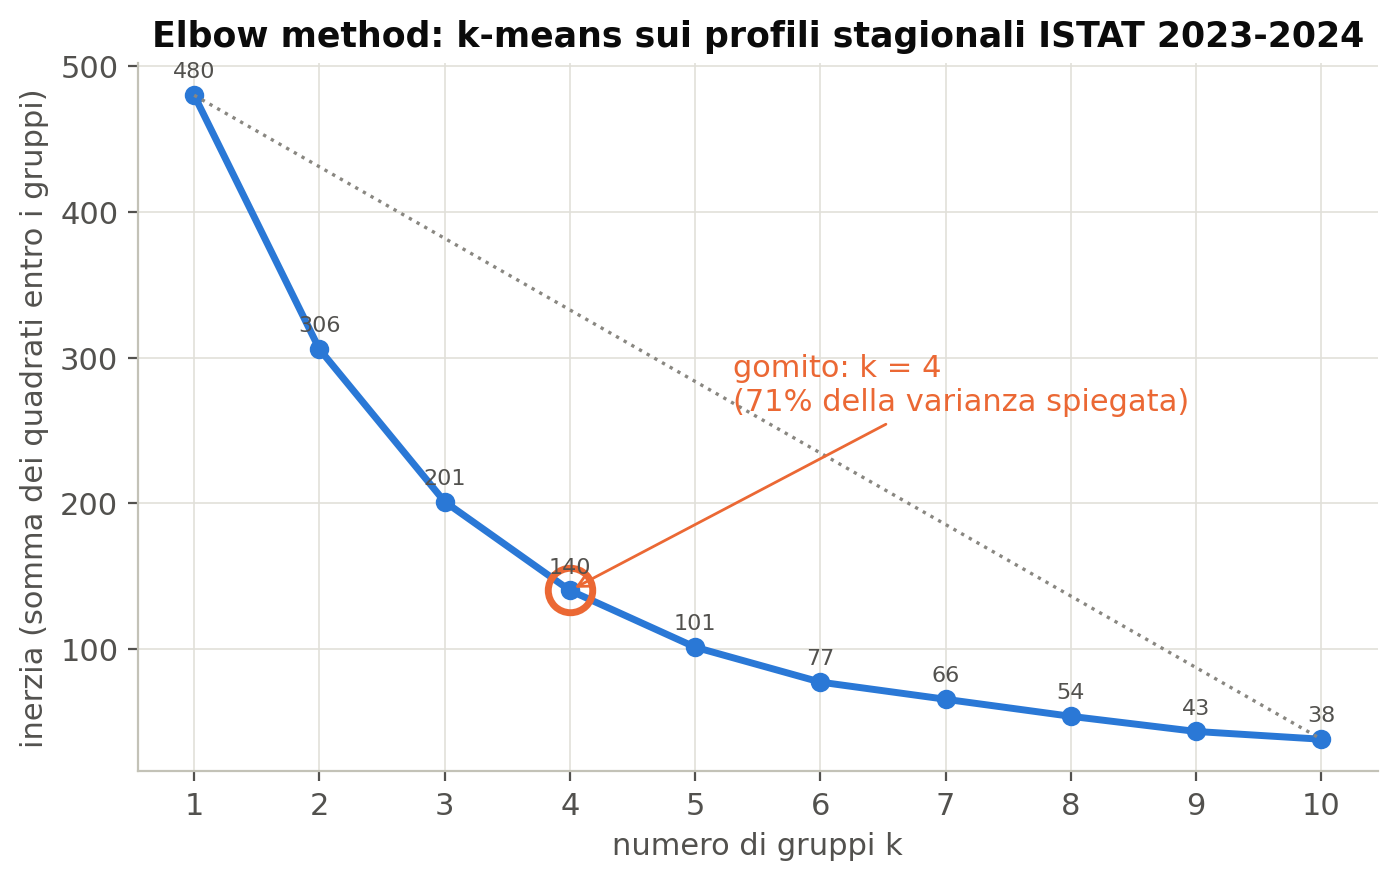 Elbow method: k-means sui profili stagionali ISTAT 2023-2024
inerzia (somma dei quadrati entro i gruppi)
500
400
300
200
100
480
306
201
140
101
77
66
54
43
38
gomito: k = 4
(71% della varianza spiegata)
1 2 3 4 5 6 7 8 9 10
numero di gruppi k